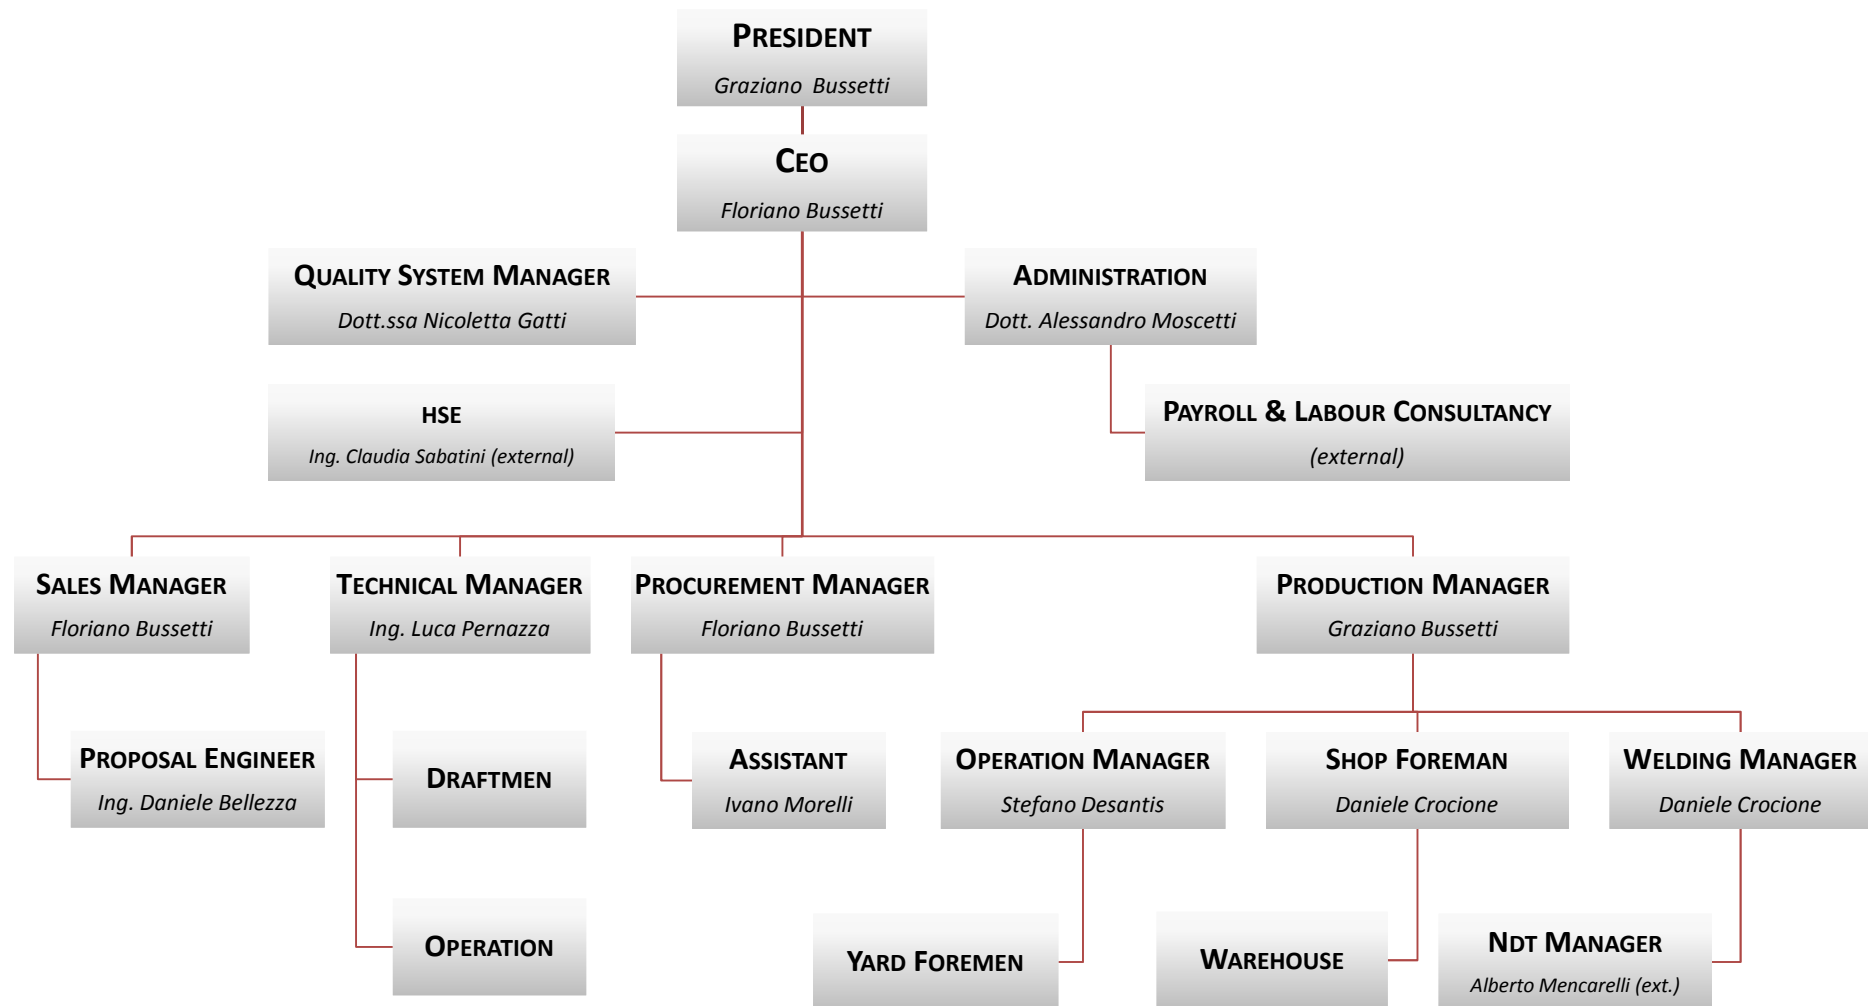 PRESIDENT
Graziano Bussetti
CEO
Floriano Bussetti
QUALITY SYSTEM MANAGER
Dott.ssa Nicoletta Gatti
ADMINISTRATION
Dott. Alessandro Moscetti
HSE
Ing. Claudia Sabatini (external)
PAYROLL & LABOUR CONSULTANCY
(external)
SALES MANAGER
Floriano Bussetti
TECHNICAL MANAGER
Ing. Luca Pernazza
PROCUREMENT MANAGER
Floriano Bussetti
PRODUCTION MANAGER
Graziano Bussetti
PROPOSAL ENGINEER
Ing. Daniele Bellezza
DRAFTMEN
ASSISTANT
Ivano Morelli
OPERATION MANAGER
Stefano Desantis
SHOP FOREMAN
Daniele Crocione
WELDING MANAGER
Daniele Crocione
OPERATION
YARD FOREMEN
WAREHOUSE
NDT MANAGER
Alberto Mencarelli (ext.)